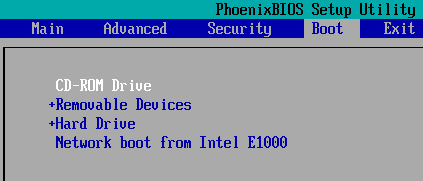 PhoenixBIOS Setup Utility
Main Advanced Security Boot Exit
CD-ROM Drive
+Removable Devices
+Hard Drive
Network boot from Intel E1000